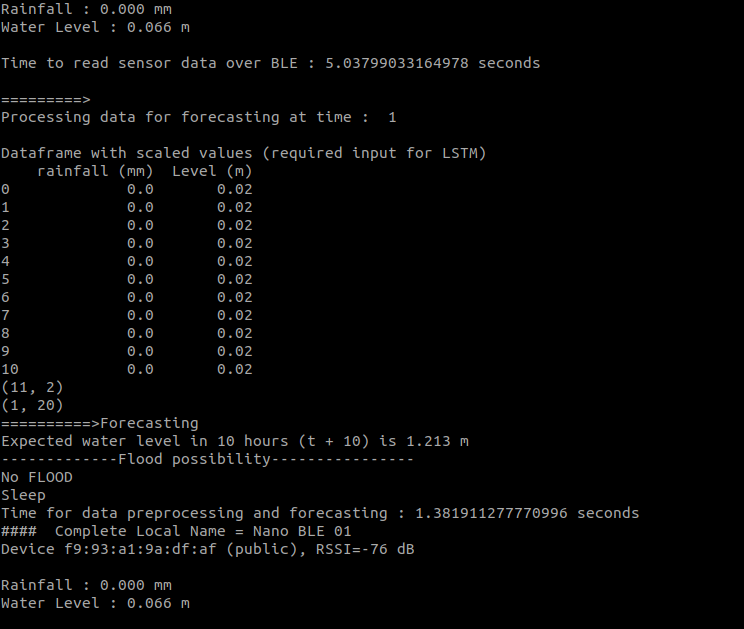 Rainfall : 0.000 mm
Water Level : 0.066 m
Time to read sensor data over BLE : 5.03799033164978 seconds
=========>
Processing data for forecasting at time :  1
Dataframe with scaled values (required input for LSTM)
    rainfall (mm)  Level (m)
0             0.0       0.02
1             0.0       0.02
2             0.0       0.02
3             0.0       0.02
4             0.0       0.02
5             0.0       0.02
6             0.0       0.02
7             0.0       0.02
8             0.0       0.02
9             0.0       0.02
10            0.0       0.02
(11, 2)
(1, 20)
==========>Forecasting
Expected water level in 10 hours (t + 10) is 1.213 m
-------------Flood possibility----------------
No FLOOD
Sleep
Time for data preprocessing and forecasting : 1.381911277770996 seconds
####  Complete Local Name = Nano BLE 01
Device f9:93:a1:9a:df:af (public), RSSI=-76 dB
Rainfall : 0.000 mm
Water Level : 0.066 m